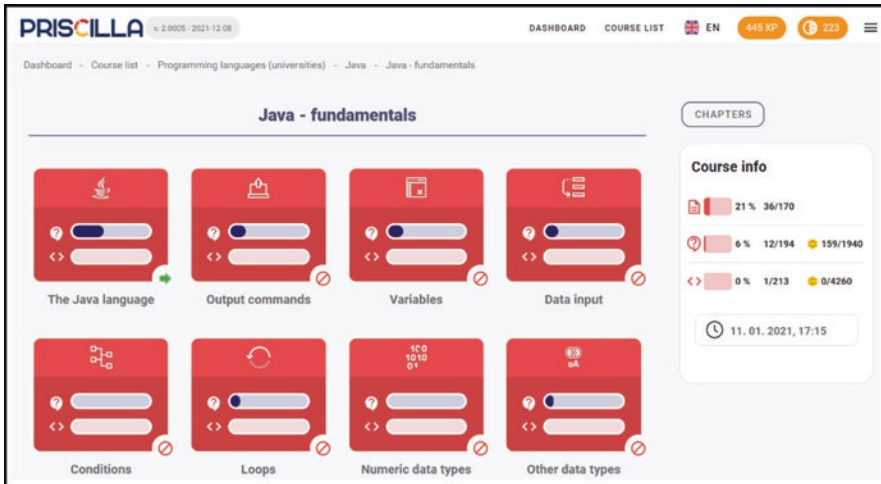 PRISCILLA v. 2.0005 - 2021-12-08 DASHBOARD COURSE LIST EN 445 XP 223
Dashboard - Course list - Programming languages (universities) - Java - Java - fundamentals
Java - fundamentals
CHAPTERS
Course info
21 % 36/170
6 % 12/194 159/1940
0 % 1/213 0/4260
11. 01. 2021, 17:15
The Java language Output commands Variables Data input
Conditions Loops Numeric data types Other data types